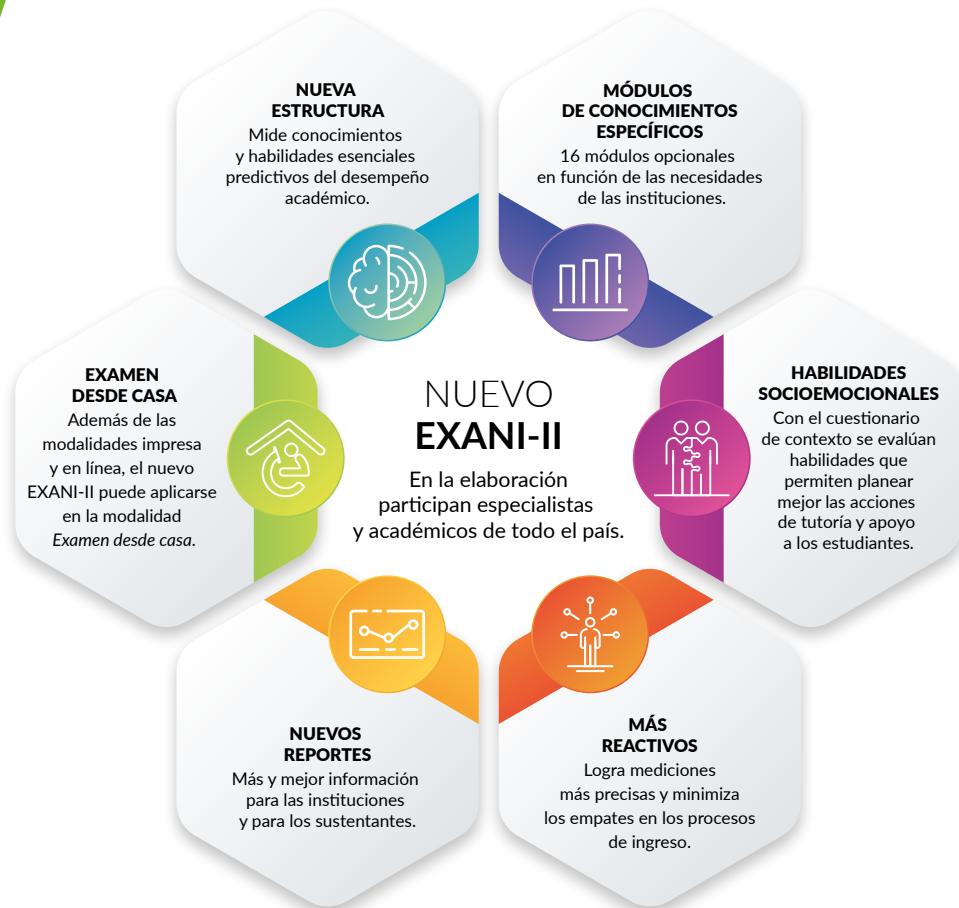 NUEVA
ESTRUCTURA
Mide conocimientos
y habilidades esenciales
predictivos del desempeño
académico.
MÓDULOS
DE CONOCIMIENTOS
ESPECÍFICOS
16 módulos opcionales
en función de las necesidades
de las instituciones.
EXAMEN
DESDE CASA
Además de las
modalidades impresa
y en línea, el nuevo
EXANI-II puede aplicarse
en la modalidad
Examen desde casa.
NUEVO
EXANI-II
En la elaboración
participan especialistas
y académicos de todo el país.
HABILIDADES
SOCIOEMOCIONALES
Con el cuestionario
de contexto se evalúan
habilidades que
permiten planear
mejor las acciones
de tutoría y apoyo
a los estudiantes.
NUEVOS
REPORTES
Más y mejor información
para las instituciones
y para los sustentantes.
MÁS
REACTIVOS
Logra mediciones
más precisas y minimiza
los empates en los procesos
de ingreso.